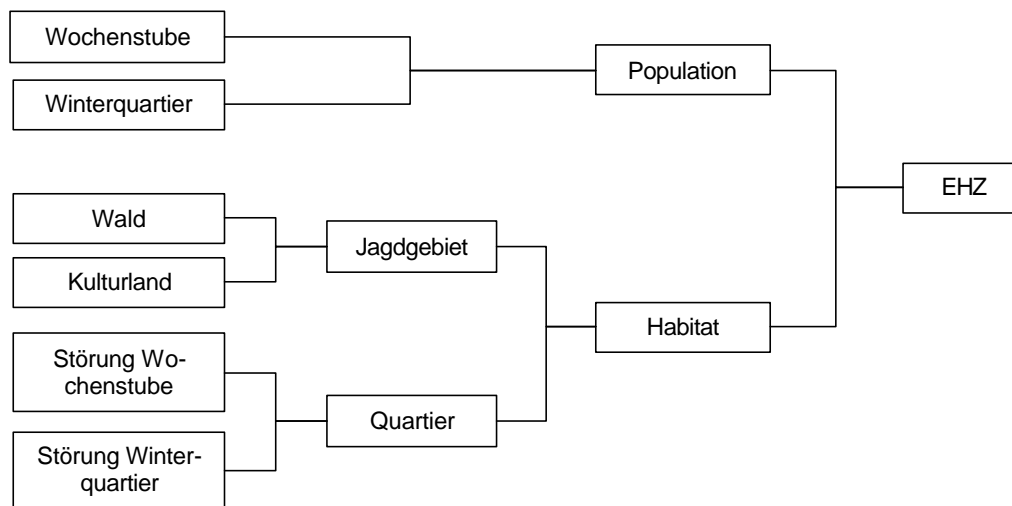 Wochenstube
Population
Winterquartier
EHZ
Wald
Jagdgebiet
Kulturland
Habitat
Störung Wo-
chenstube
Quartier
Störung Winter-
quartier